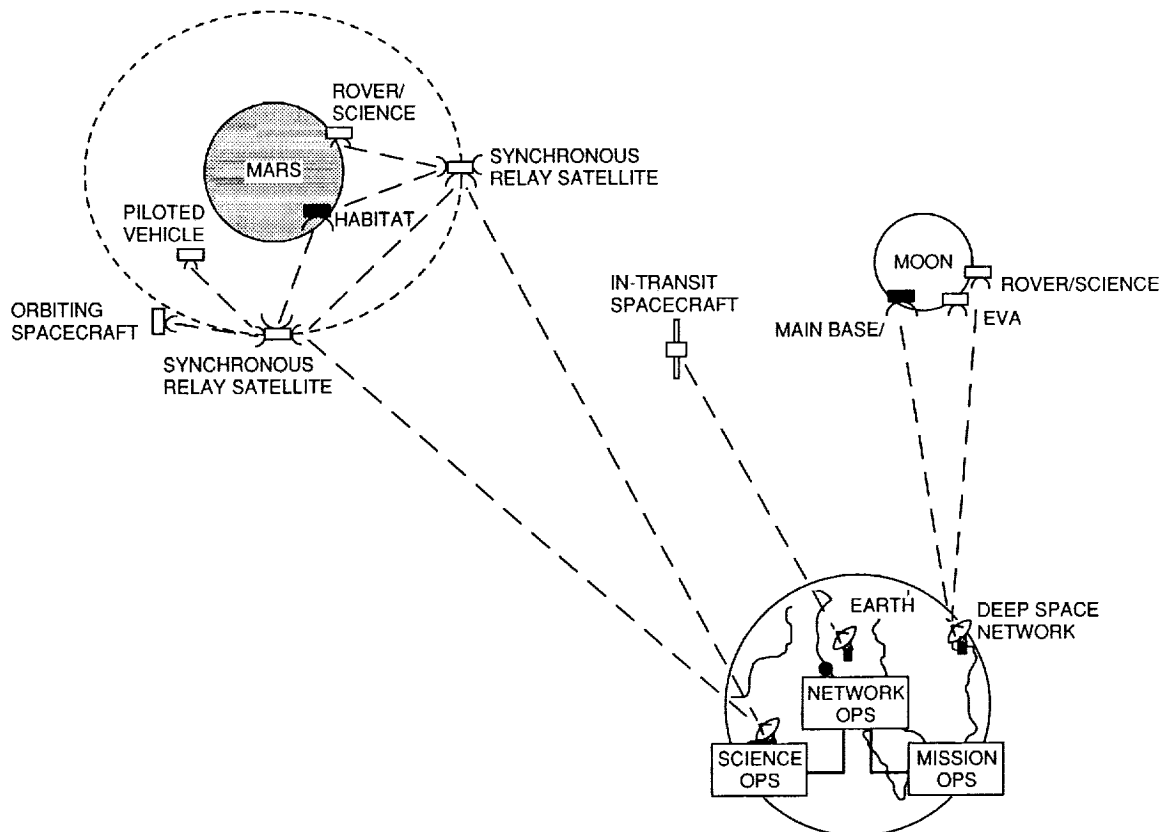 ROVER/
SCIENCE
MARS
SYNCHRONOUS
RELAY SATELLITE
HABITAT
PILOTED
VEHICLE
ORBITING
SPACECRAFT
SYNCHRONOUS
RELAY SATELLITE
IN-TRANSIT
SPACECRAFT
MOON
ROVER/SCIENCE
EVA
MAIN BASE/
EARTH
DEEP SPACE
NETWORK
NETWORK
OPS
SCIENCE
OPS
MISSION
OPS